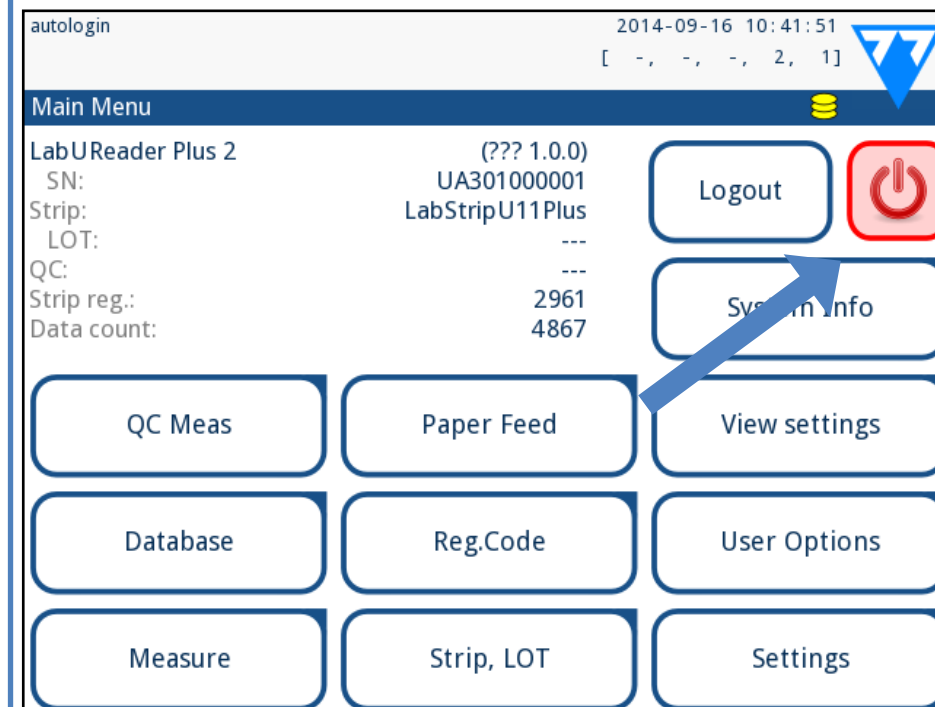 autologin 2014-09-16 10:41:51
[ -, -, -, 2, 1]
Main Menu
LabUReader Plus 2 (??? 1.0.0)
SN: UA301000001
Strip: LabStripU11Plus
LOT: ---
QC: ---
Strip reg.: 2961
Data count: 4867
Logout
Info
QC Meas Paper Feed View settings
Database Reg.Code User Options
Measure Strip, LOT Settings